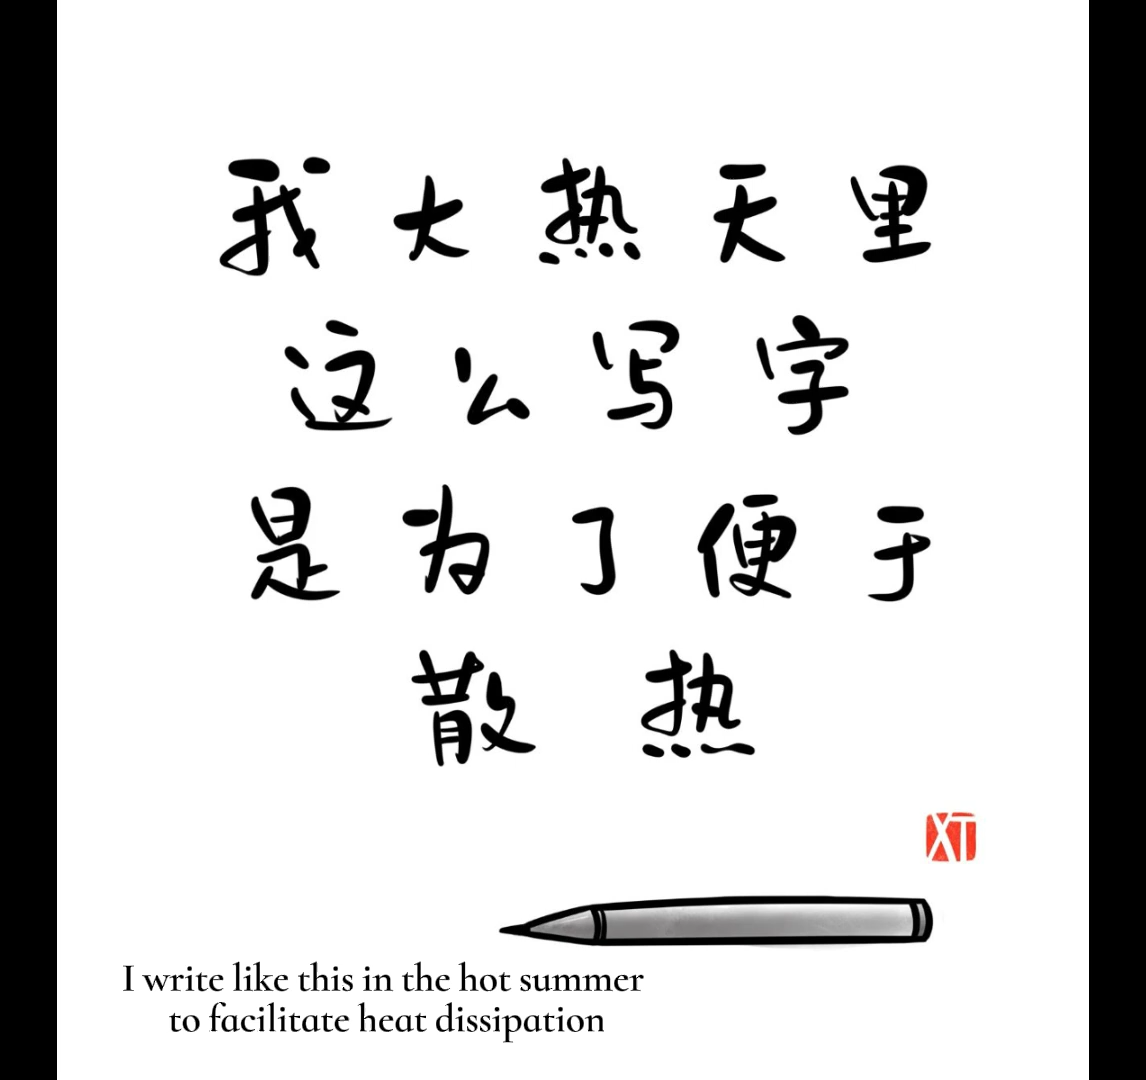 我大热天里
这么写字
是为了便于
散热
XT
I write like this in the hot summer
to facilitate heat dissipation